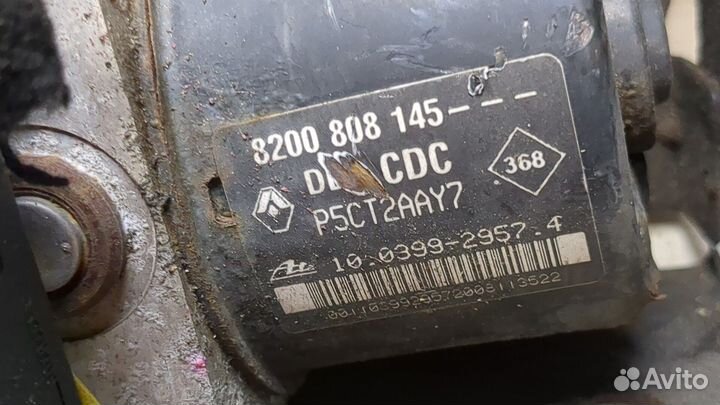 8200 808 145---
CDC
368
P5CT2AAY7
10.0399-2957.4
Avito